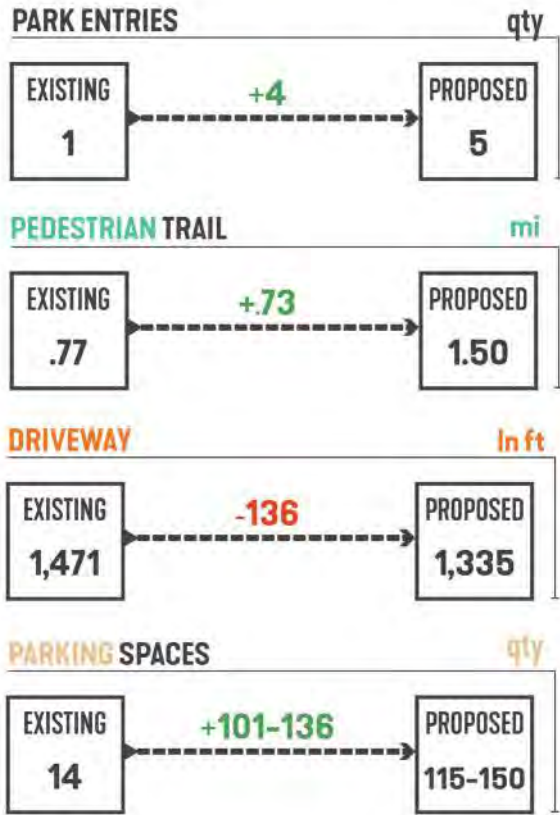 PARK ENTRIES qty
EXISTING +4 PROPOSED
1 5
PEDESTRIAN TRAIL mi
EXISTING +.73 PROPOSED
.77 1.50
DRIVEWAY ln ft
EXISTING -136 PROPOSED
1,471 1,335
PARKING SPACES qty
EXISTING +101-136 PROPOSED
14 115-150